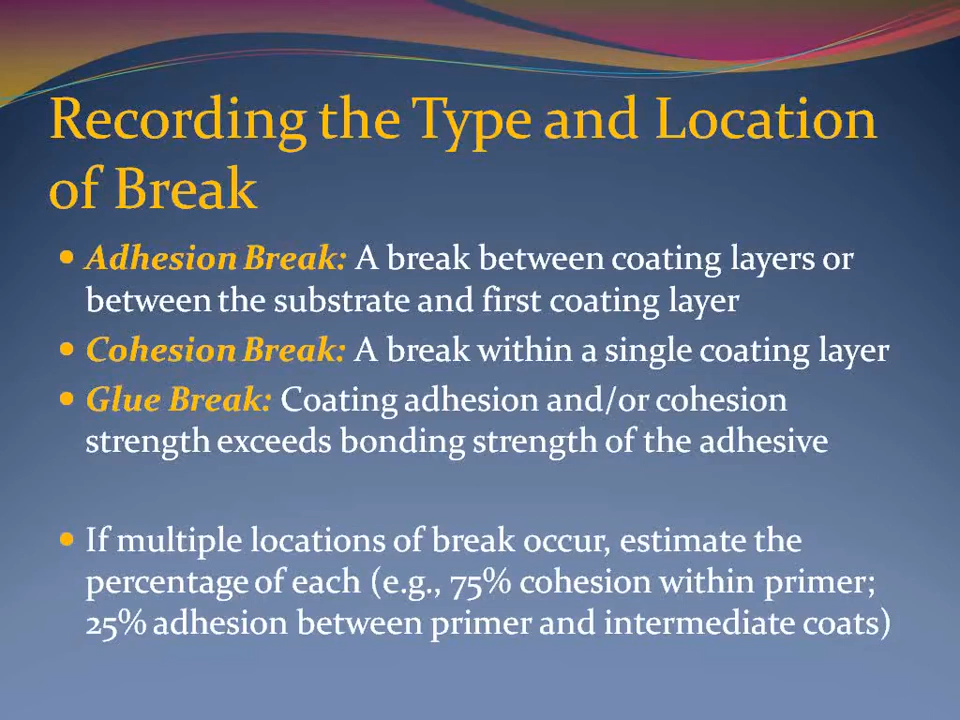 Recording the Type and Location
of Break
• Adhesion Break: A break between coating layers or
between the substrate and first coating layer
• Cohesion Break: A break within a single coating layer
• Glue Break: Coating adhesion and/or cohesion
strength exceeds bonding strength of the adhesive
• If multiple locations of break occur, estimate the
percentage of each (e.g., 75% cohesion within primer;
25% adhesion between primer and intermediate coats)